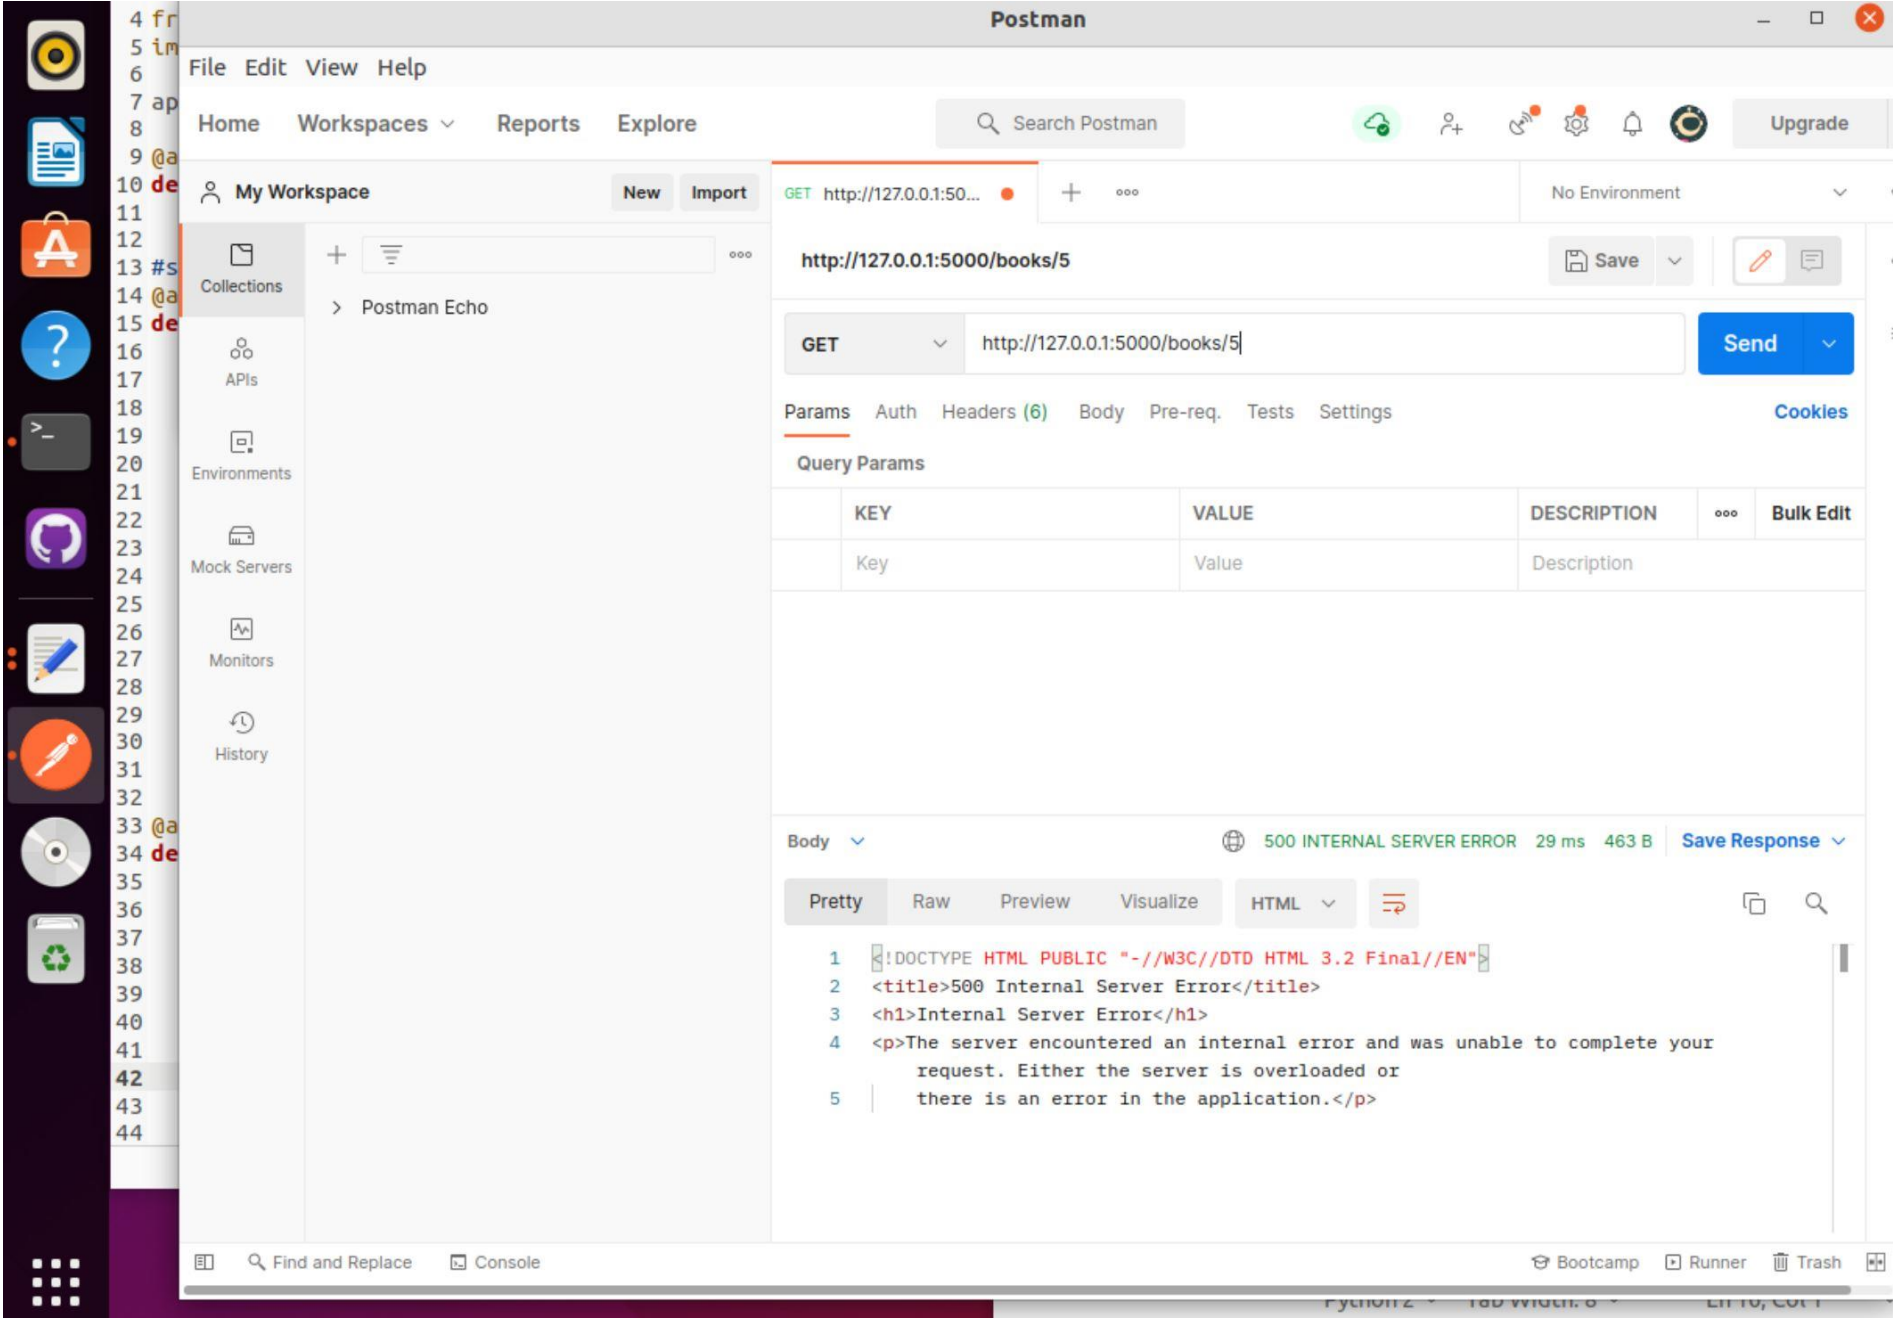 Postman
File Edit View Help
Home Workspaces Reports Explore
Search Postman
Upgrade
My Workspace
New Import
GET http://127.0.0.1:50...
No Environment
http://127.0.0.1:5000/books/5
Save
GET
http://127.0.0.1:5000/books/5
Send
Params Auth Headers (6) Body Pre-req. Tests Settings
Cookies
Query Params
KEY VALUE DESCRIPTION Bulk Edit
Key Value Description
Collections
Postman Echo
APIs
Environments
Mock Servers
Monitors
History
Body
500 INTERNAL SERVER ERROR 29 ms 463 B Save Response
Pretty Raw Preview Visualize HTML
1 <!DOCTYPE HTML PUBLIC "-//W3C//DTD HTML 3.2 Final//EN">
2 <title>500 Internal Server Error</title>
3 <h1>Internal Server Error</h1>
4 <p>The server encountered an internal error and was unable to complete your
request. Either the server is overloaded or
5 there is an error in the application.</p>
Find and Replace Console
Bootcamp Runner Trash
4 fr
5 im
6
7 ap
8
9 @a
10 de
11
12
13 #s
14 @a
15 de
16
17
18
19
20
21
22
23
24
25
26
27
28
29
30
31
32
33 @a
34 de
35
36
37
38
39
40
41
42
43
44